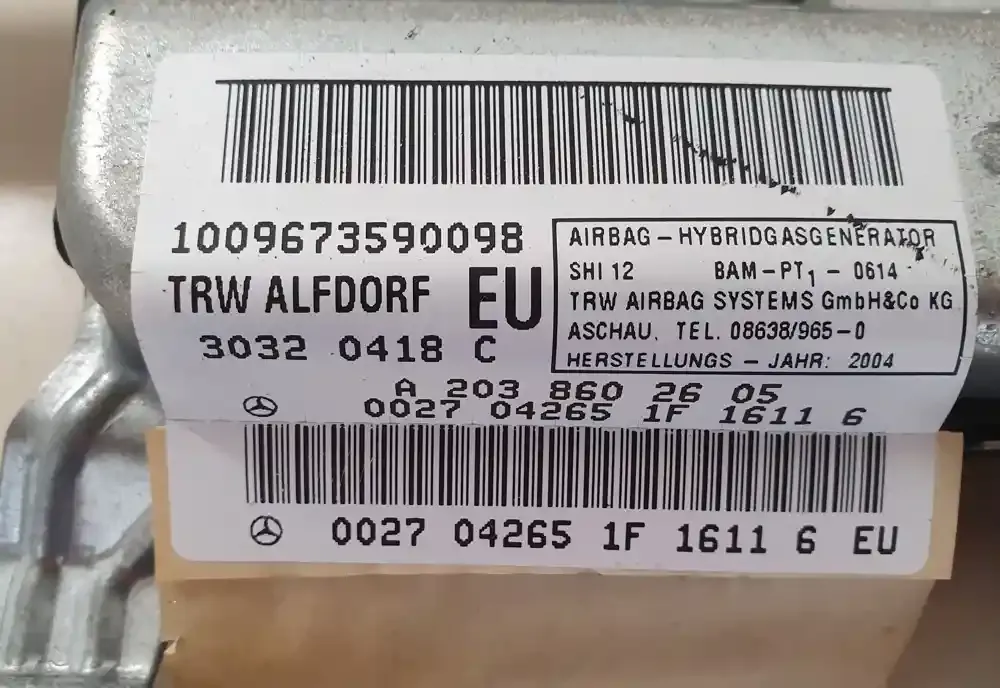 1009673590098
TRW ALFDORF EU
30320418 C
AIRBAG – HYBRIDGASGENERATOR
SHI 12 BAM–PT₁ – 0614
TRW AIRBAG SYSTEMS GmbH&Co KG
ASCHAU. TEL. 08638/965–0
HERSTELLUNGS – JAHR: 2004
A 203 860 26 05
0027 04265 1F 1611 6
0027 04265 1F 1611 6 EU